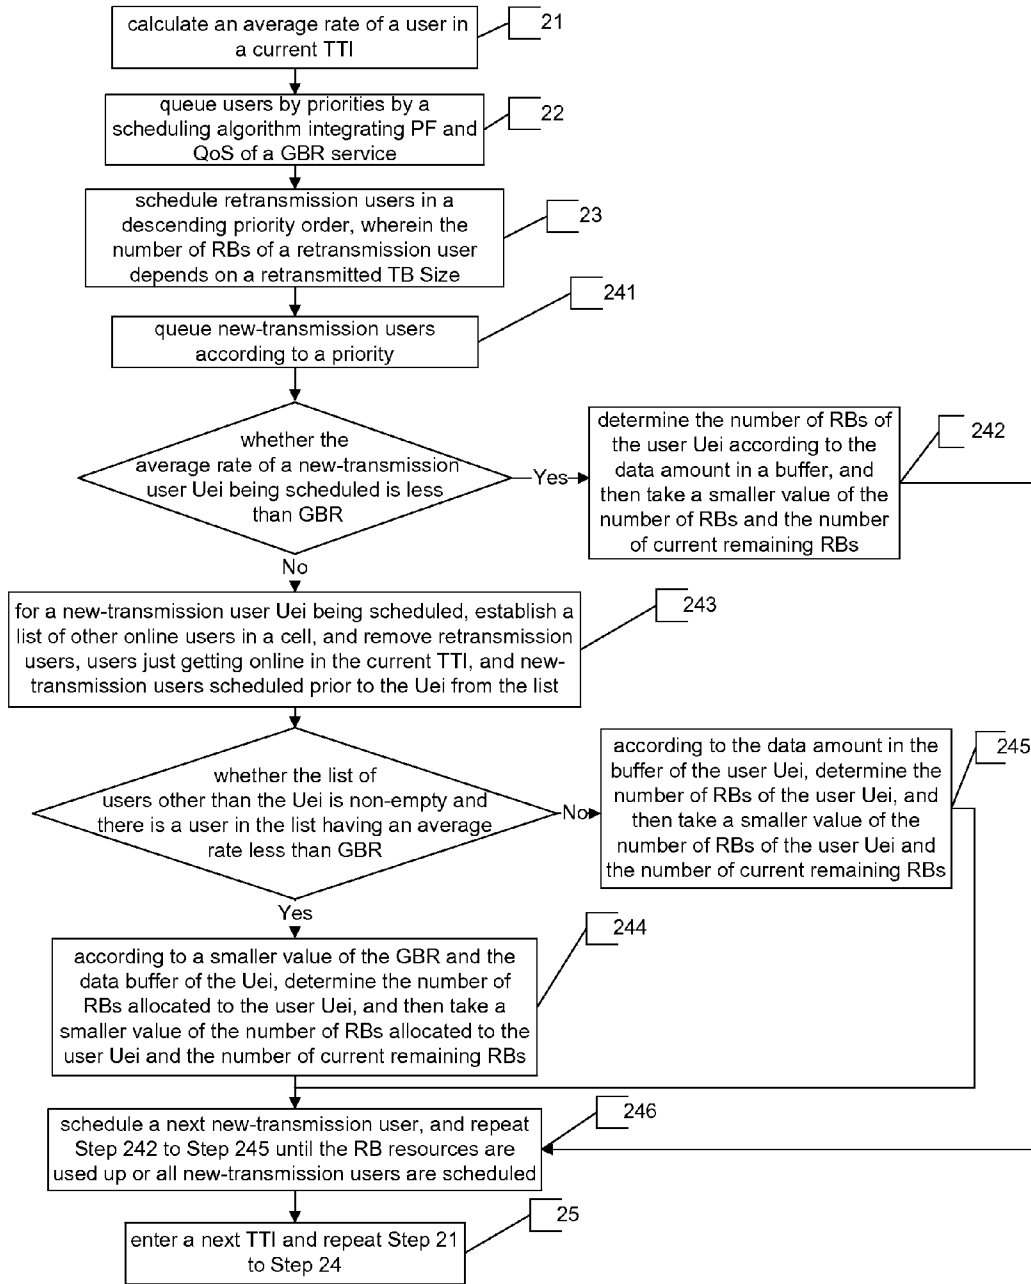 calculate an average rate of a user in
a current TTI
21
queue users by priorities by a
scheduling algorithm integrating PF and
QoS of a GBR service
22
schedule retransmission users in a
descending priority order, wherein the
number of RBs of a retransmission user
depends on a retransmitted TB Size
23
queue new-transmission users
according to a priority
241
whether the
average rate of a new-transmission
user Uei being scheduled is less
than GBR
Yes
determine the number of RBs of
the user Uei according to the
data amount in a buffer, and
then take a smaller value of the
number of RBs and the number
of current remaining RBs
242
No
for a new-transmission user Uei being scheduled, establish a
list of other online users in a cell, and remove retransmission
users, users just getting online in the current TTI, and new-
transmission users scheduled prior to the Uei from the list
243
whether the list of
users other than the Uei is non-empty and
there is a user in the list having an average
rate less than GBR
No
according to the data amount in the
buffer of the user Uei, determine the
number of RBs of the user Uei, and
then take a smaller value of the
number of RBs of the user Uei and
the number of current remaining RBs
245
Yes
according to a smaller value of the GBR and the
data buffer of the Uei, determine the number of
RBs allocated to the user Uei, and then take a
smaller value of the number of RBs allocated to the
user Uei and the number of current remaining RBs
244
schedule a next new-transmission user, and repeat
Step 242 to Step 245 until the RB resources are
used up or all new-transmission users are scheduled
246
enter a next TTI and repeat Step 21
to Step 24
25